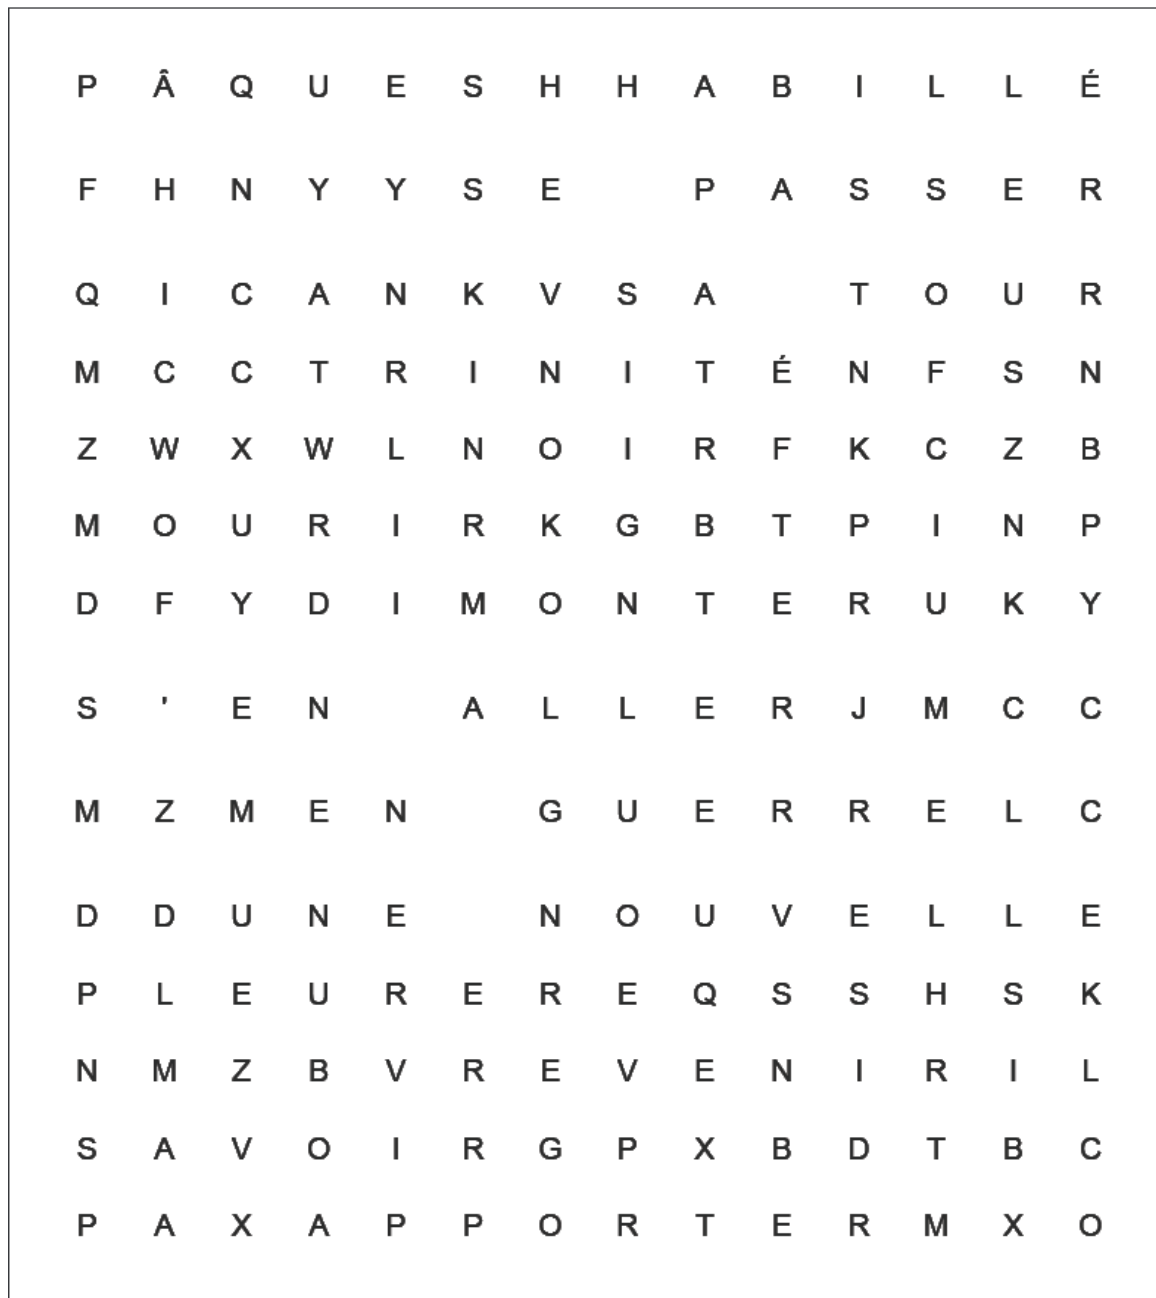 P Â Q U E S H H A B I L L É
F H N Y Y S E   P A S S E R
Q I C A N K V S A   T O U R
M C C T R I N I T É N F S N
Z W X W L N O I R F K C Z B
M O U R I R K G B T P I N P
D F Y D I M O N T E R U K Y
S ' E N   A L L E R J M C C
M Z M E N   G U E R R E L C
D D U N E   N O U V E L L E
P L E U R E R E Q S S H S K
N M Z B V R E V E N I R I L
S A V O I R G P X B D T B C
P A X A P P O R T E R M X O